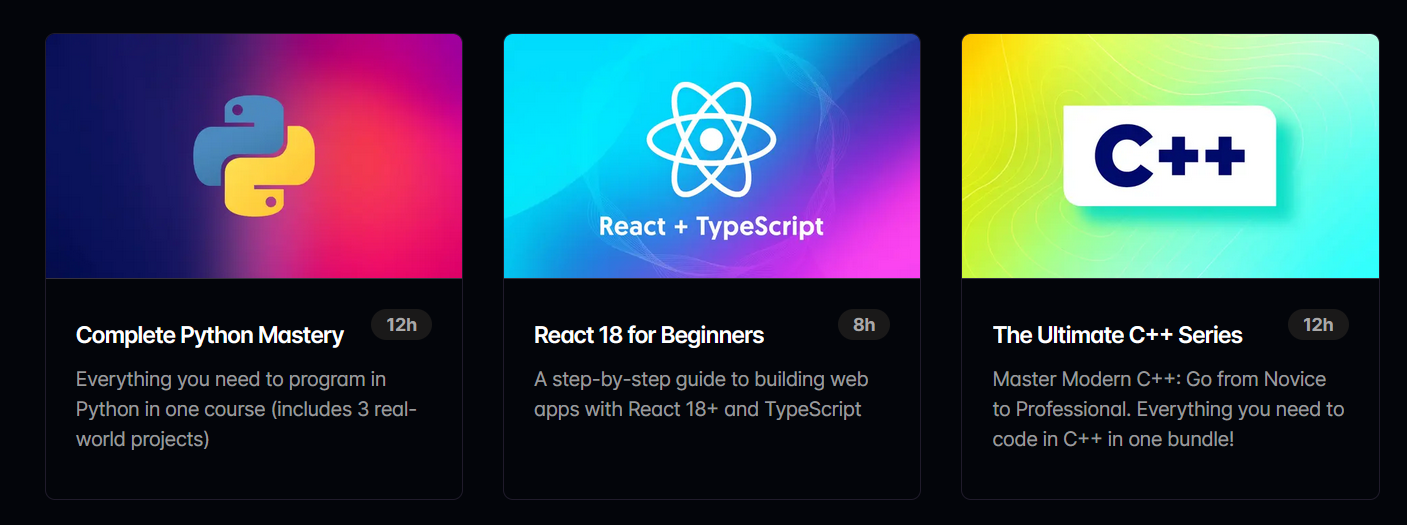 React + TypeScript
C++
Complete Python Mastery
12h
Everything you need to program in
Python in one course (includes 3 real-
world projects)
React 18 for Beginners
8h
A step-by-step guide to building web
apps with React 18+ and TypeScript
The Ultimate C++ Series
12h
Master Modern C++: Go from Novice
to Professional. Everything you need to
code in C++ in one bundle!